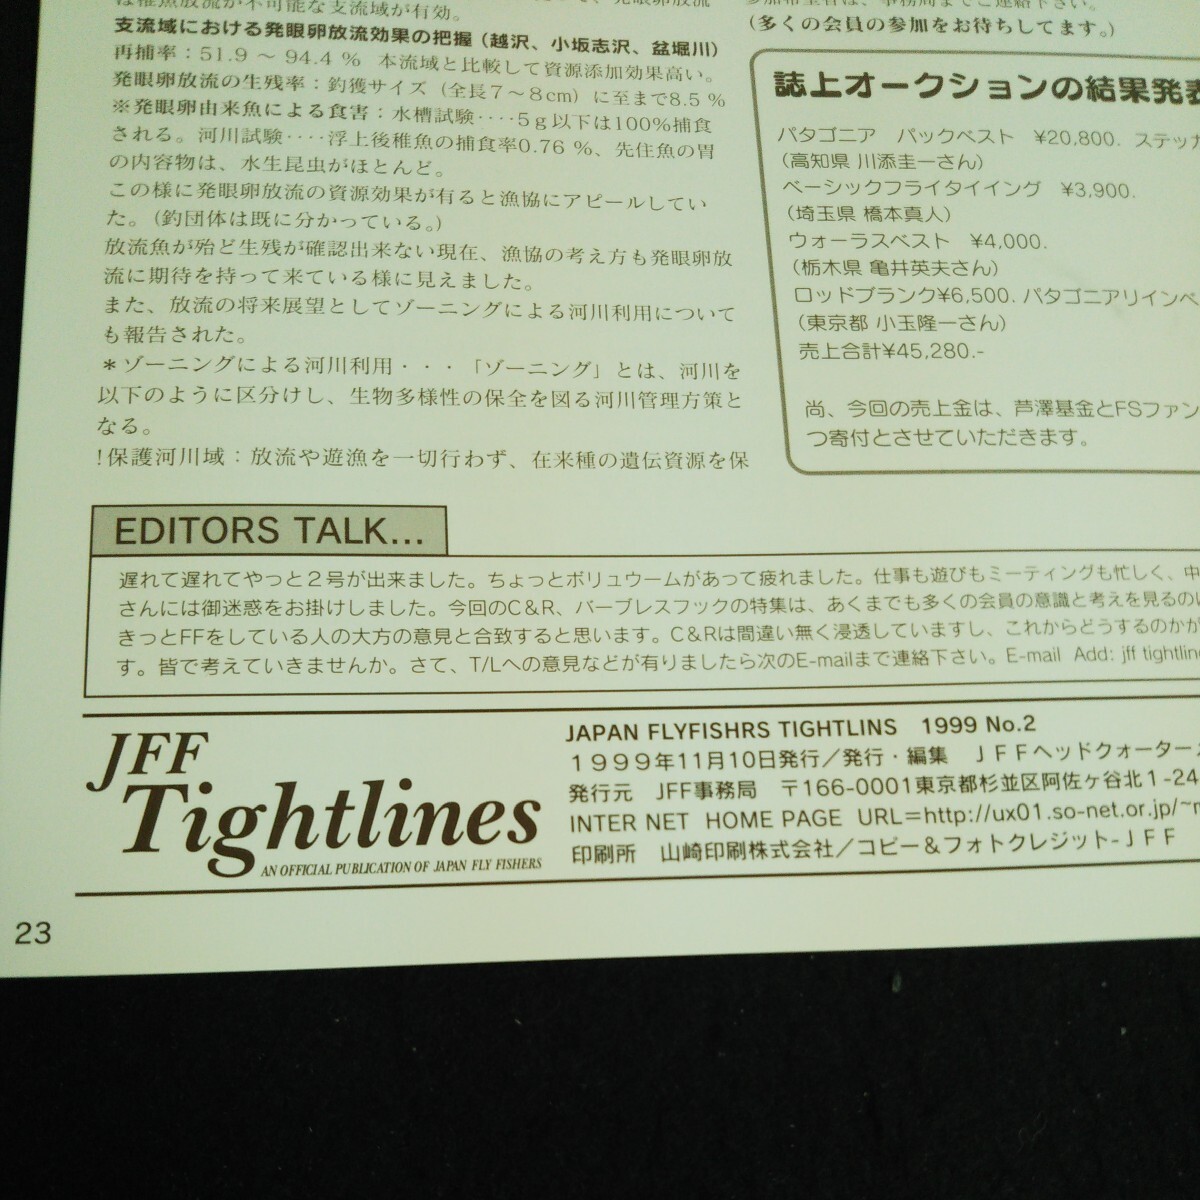 は稚魚放流が不可能な支流域が有効。
支流域における発眼卵放流効果の把握（越沢、小坂志沢、盆堀川）
再捕率：51.9 ～ 94.4 %　本流域と比較して資源添加効果高い。
発眼卵放流の生残率：釣獲サイズ（全長７～８cm）に至まで8.5 %
※発眼卵由来魚による食害：水槽試験‥‥5ｇ以下は100%捕食
される。河川試験‥‥浮上後稚魚の捕食率0.76 %、先住魚の胃
の内容物は、水生昆虫がほとんど。
この様に発眼卵放流の資源効果が有ると漁協にアピールしてい
た。（釣団体は既に分かっている。）
放流魚が殆ど生残が確認出来ない現在、漁協の考え方も発眼卵放
流に期待を持って来ている様に見えました。
また、放流の将来展望としてゾーニングによる河川利用について
も報告された。
＊ゾーニングによる河川利用・・・「ゾーニング」とは、河川を
以下のように区分けし、生物多様性の保全を図る河川管理方策と
なる。
!保護河川域：放流や遊漁を一切行わず、在来種の遺伝資源を保
参加希望者は、事務局までご連絡下さい。
(多くの会員の参加をお待ちしてます。)
誌上オークションの結果発表
パタゴニア　パックベスト　¥20,800.　ステッカ
（高知県 川添圭一さん）
ベーシックフライタイイング　¥3,900.
（埼玉県 橋本真人）
ウォーラスベスト　¥4,000.
（栃木県 亀井英夫さん）
ロッドブランク¥6,500. パタゴニアリインベ
（東京都 小玉隆一さん）
売上合計¥45,280.-
尚、今回の売上金は、芦澤基金とFSファン
つ寄付とさせていただきます。
EDITORS TALK...
遅れて遅れてやっと２号が出来ました。ちょっとボリュウームがあって疲れました。仕事も遊びもミーティングも忙しく、中
さんには御迷惑をお掛けしました。今回のC＆R、バーブレスフックの特集は、あくまでも多くの会員の意識と考えを見るのに
きっとFFをしている人の大方の意見と合致すると思います。C＆Rは間違い無く浸透していますし、これからどうするのかが
す。皆で考えていきませんか。さて、T/Lへの意見などが有りましたら次のE-mailまで連絡下さい。E-mail Add: jff tightline
JFF
Tightlines
AN OFFICIAL PUBLICATION OF JAPAN FLY FISHERS
JAPAN FLYFISHRS TIGHTLINS　1999 No.2
１９９９年11月10日発行／発行・編集　ＪＦＦヘッドクォーター
発行元　JFF事務局　〒166-0001東京都杉並区阿佐ヶ谷北１-24
INTER NET HOME PAGE URL=http://ux01.so-net.or.jp/~
印刷所　山崎印刷株式会社／コピー＆フォトクレジット-ＪＦＦ
23